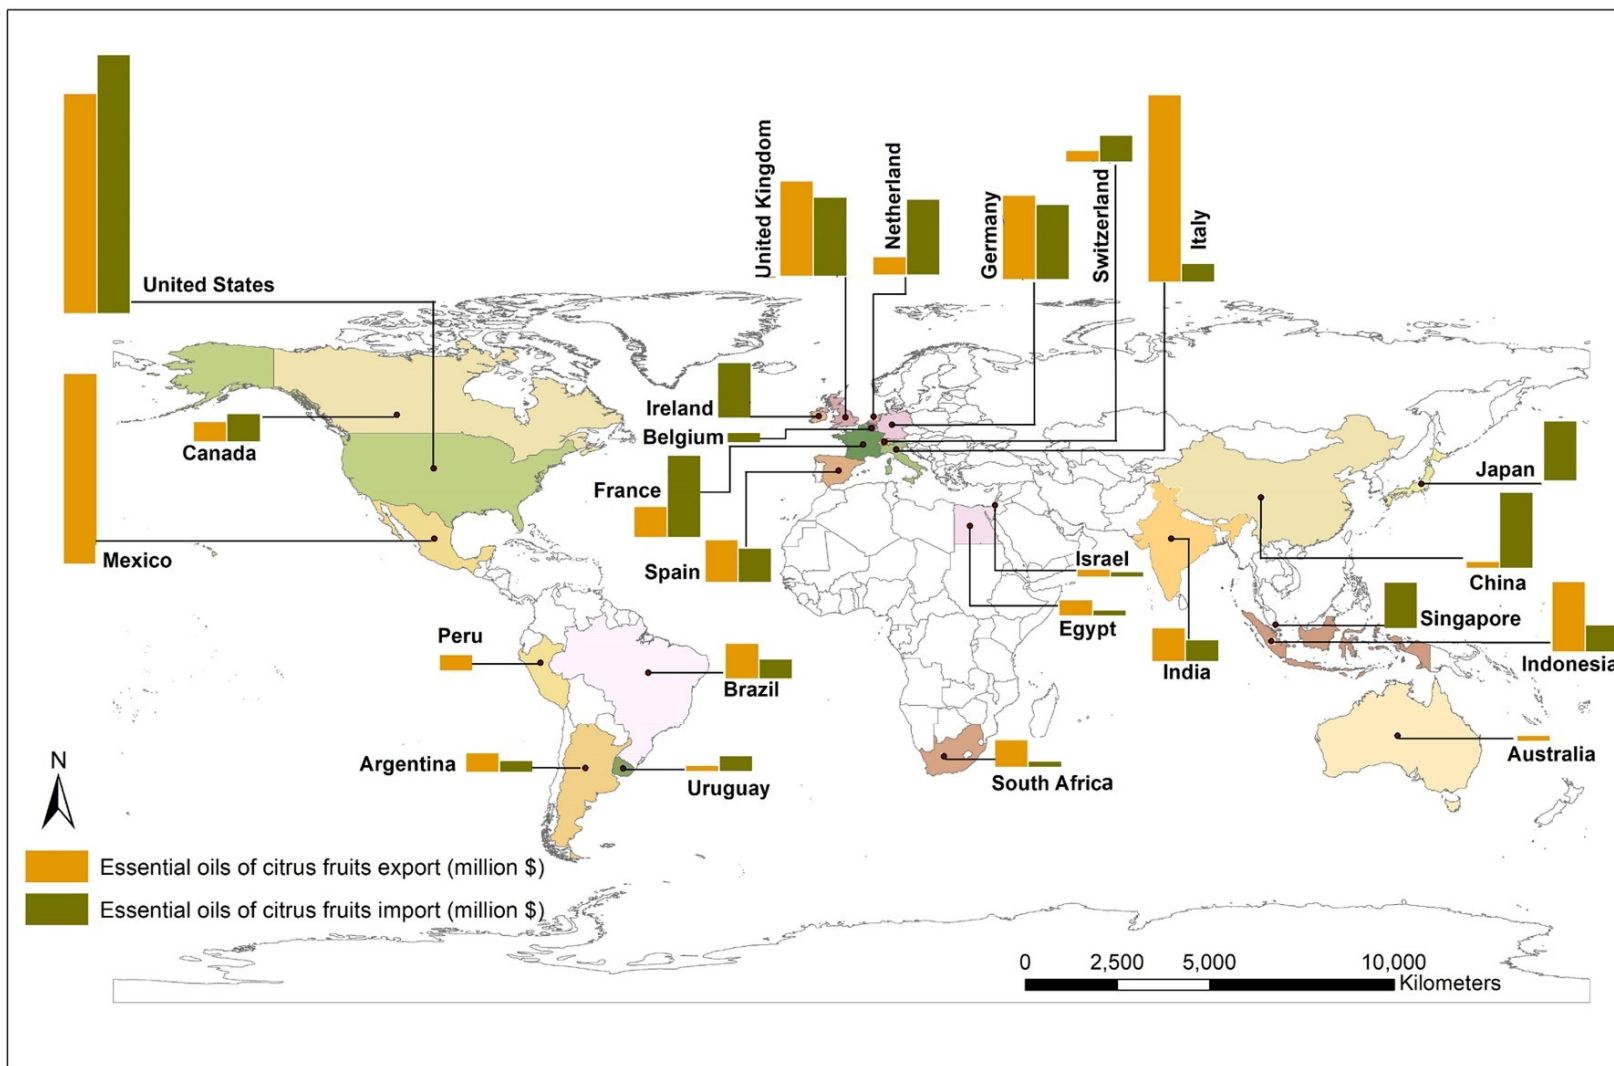 United Kingdom
Netherland
Germany
Switzerland
Italy
United States
Ireland
Belgium
Canada
France
Japan
Mexico
Spain
Israel
China
Egypt
Singapore
Peru
India
Indonesia
Brazil
Argentina
Uruguay
South Africa
Australia
N
Essential oils of citrus fruits export (million $)
Essential oils of citrus fruits import (million $)
0 2,500 5,000 10,000
Kilometers